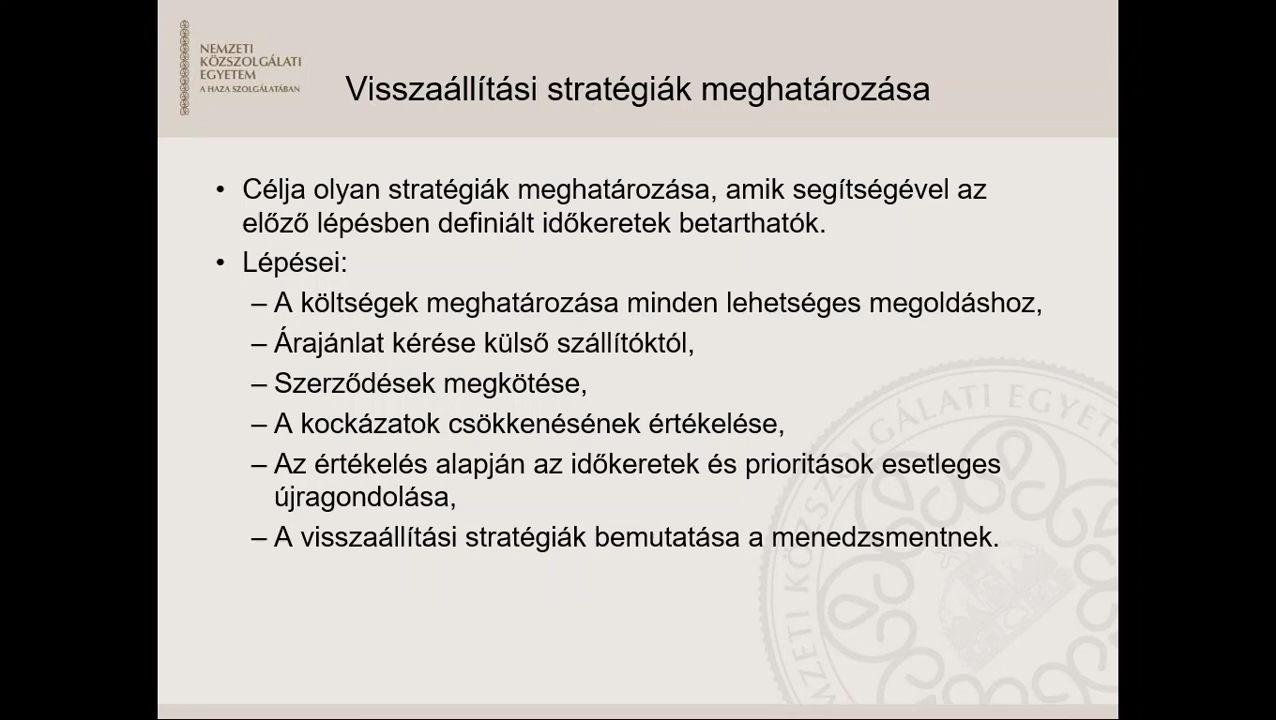 NEMZETI
KÖZSZOLGÁLATI
EGYETEM
A HAZA SZOLGÁLATÁBAN
Visszaállítási stratégiák meghatározása
• Célja olyan stratégiák meghatározása, amik segítségével az
előző lépésben definiált időkeretek betarthatók.
• Lépései:
– A költségek meghatározása minden lehetséges megoldáshoz,
– Árajánlat kérése külső szállítóktól,
– Szerződések megkötése,
– A kockázatok csökkenésének értékelése,
– Az értékelés alapján az időkeretek és prioritások esetleges
újragondolása,
– A visszaállítási stratégiák bemutatása a menedzsmentnek.